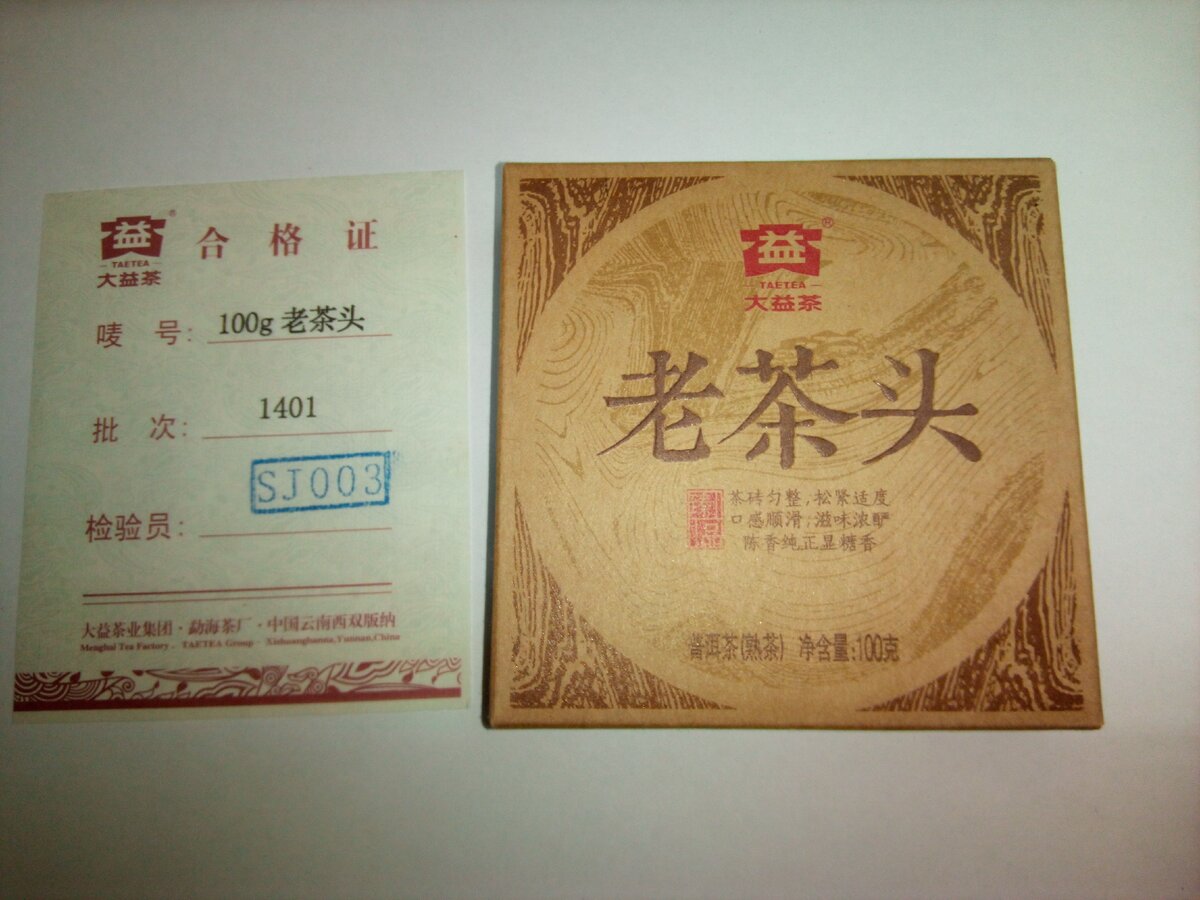 益®
TAETEA
大益茶
合格证
唛 号: 100g 老茶头
批 次: 1401
SJ003
检验员:
大益茶业集团·勐海茶厂·中国云南西双版纳
Menghai Tea Factory . TAETEA Group . Xishuangbanna,Yunnan,China
益®
TAETEA
大益茶
老茶头
茶砖匀整,松紧适度
口感顺滑,滋味浓酽
陈香纯正显糖香
普洱茶(熟茶) 净含量:100克